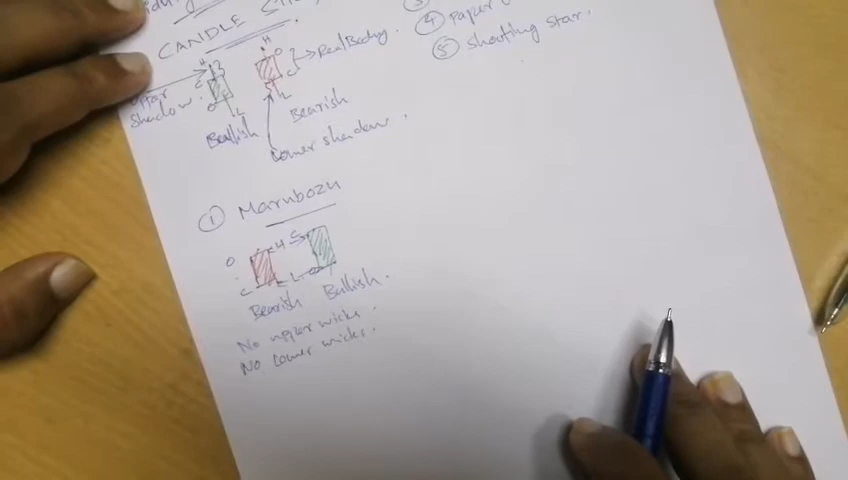 CANDLE
④ paper
⑤ shooting star.
H
O
Real Body.
C
L
upper
shadow.
H
C
O
L
Bullish
Bearish
Lower shadow.
① Marubozu
O
H
C
C
L
O
Bearish Bullish.
No upper wicks.
No Lower wicks.